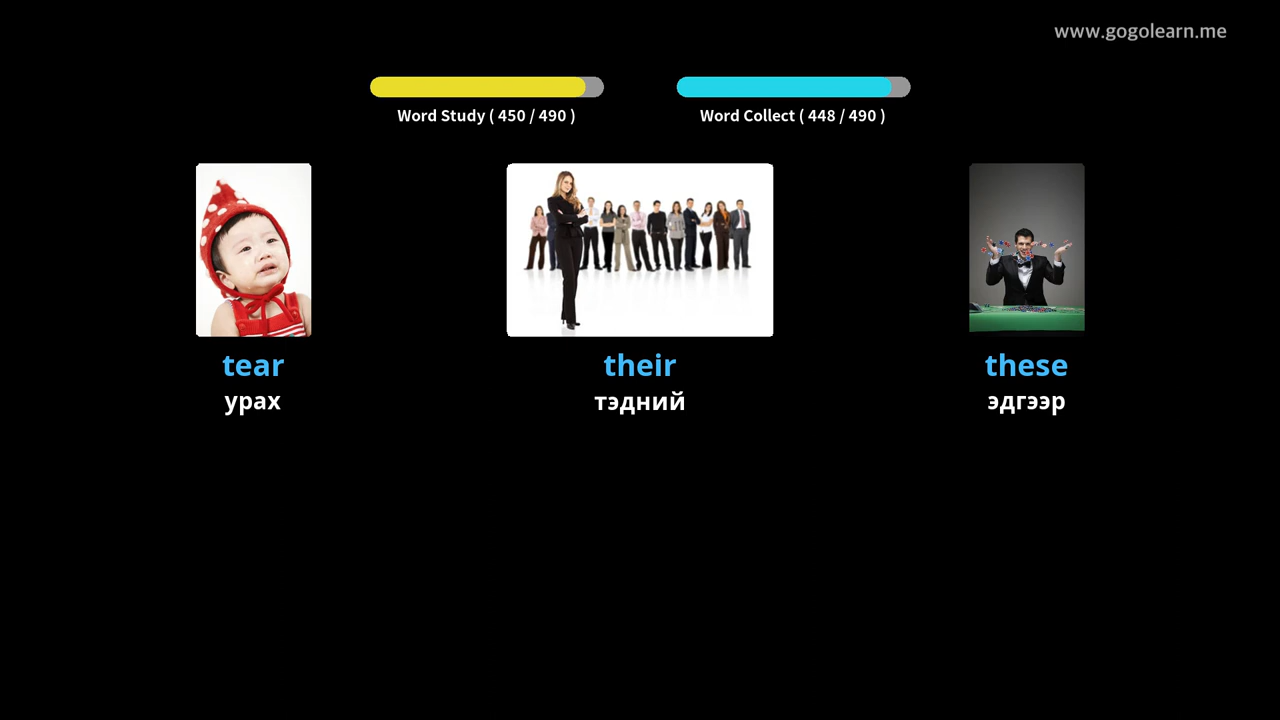 www.gogolearn.me
Word Study ( 450 / 490 )
Word Collect ( 448 / 490 )
tear
урах
their
тэдний
these
эдгээр